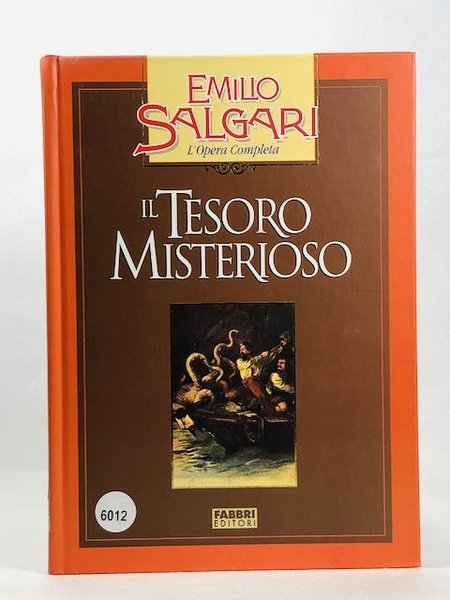 EMILIO
SALGARI
L'Opera Completa
IL TESORO
MISTERIOSO
6012
FABBRI
EDITORI